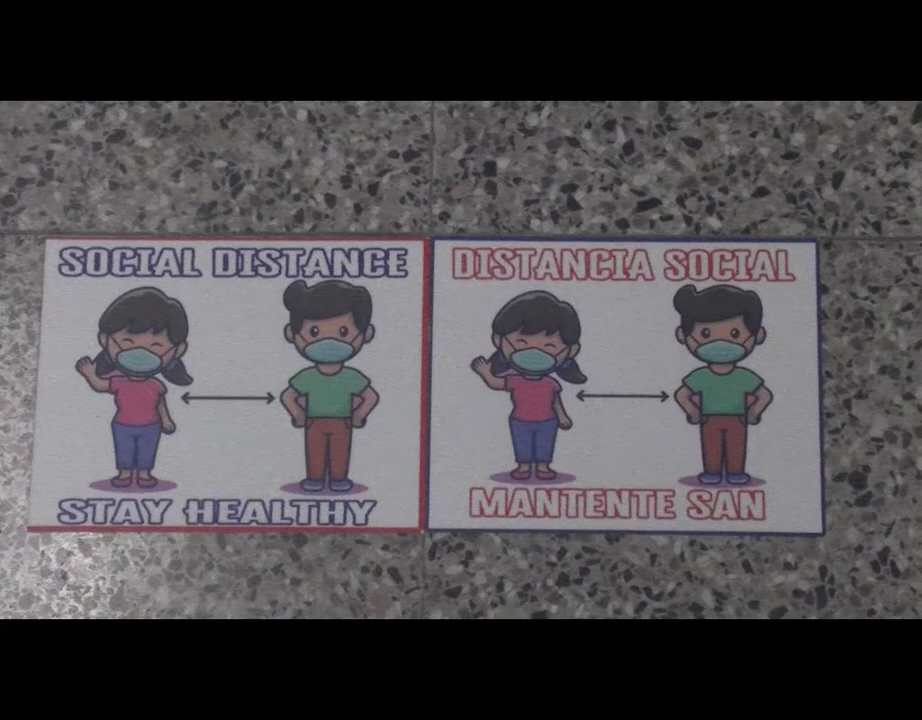 SOCIAL DISTANCE
STAY HEALTHY
DISTANCIA SOCIAL
MANTENTE SAN